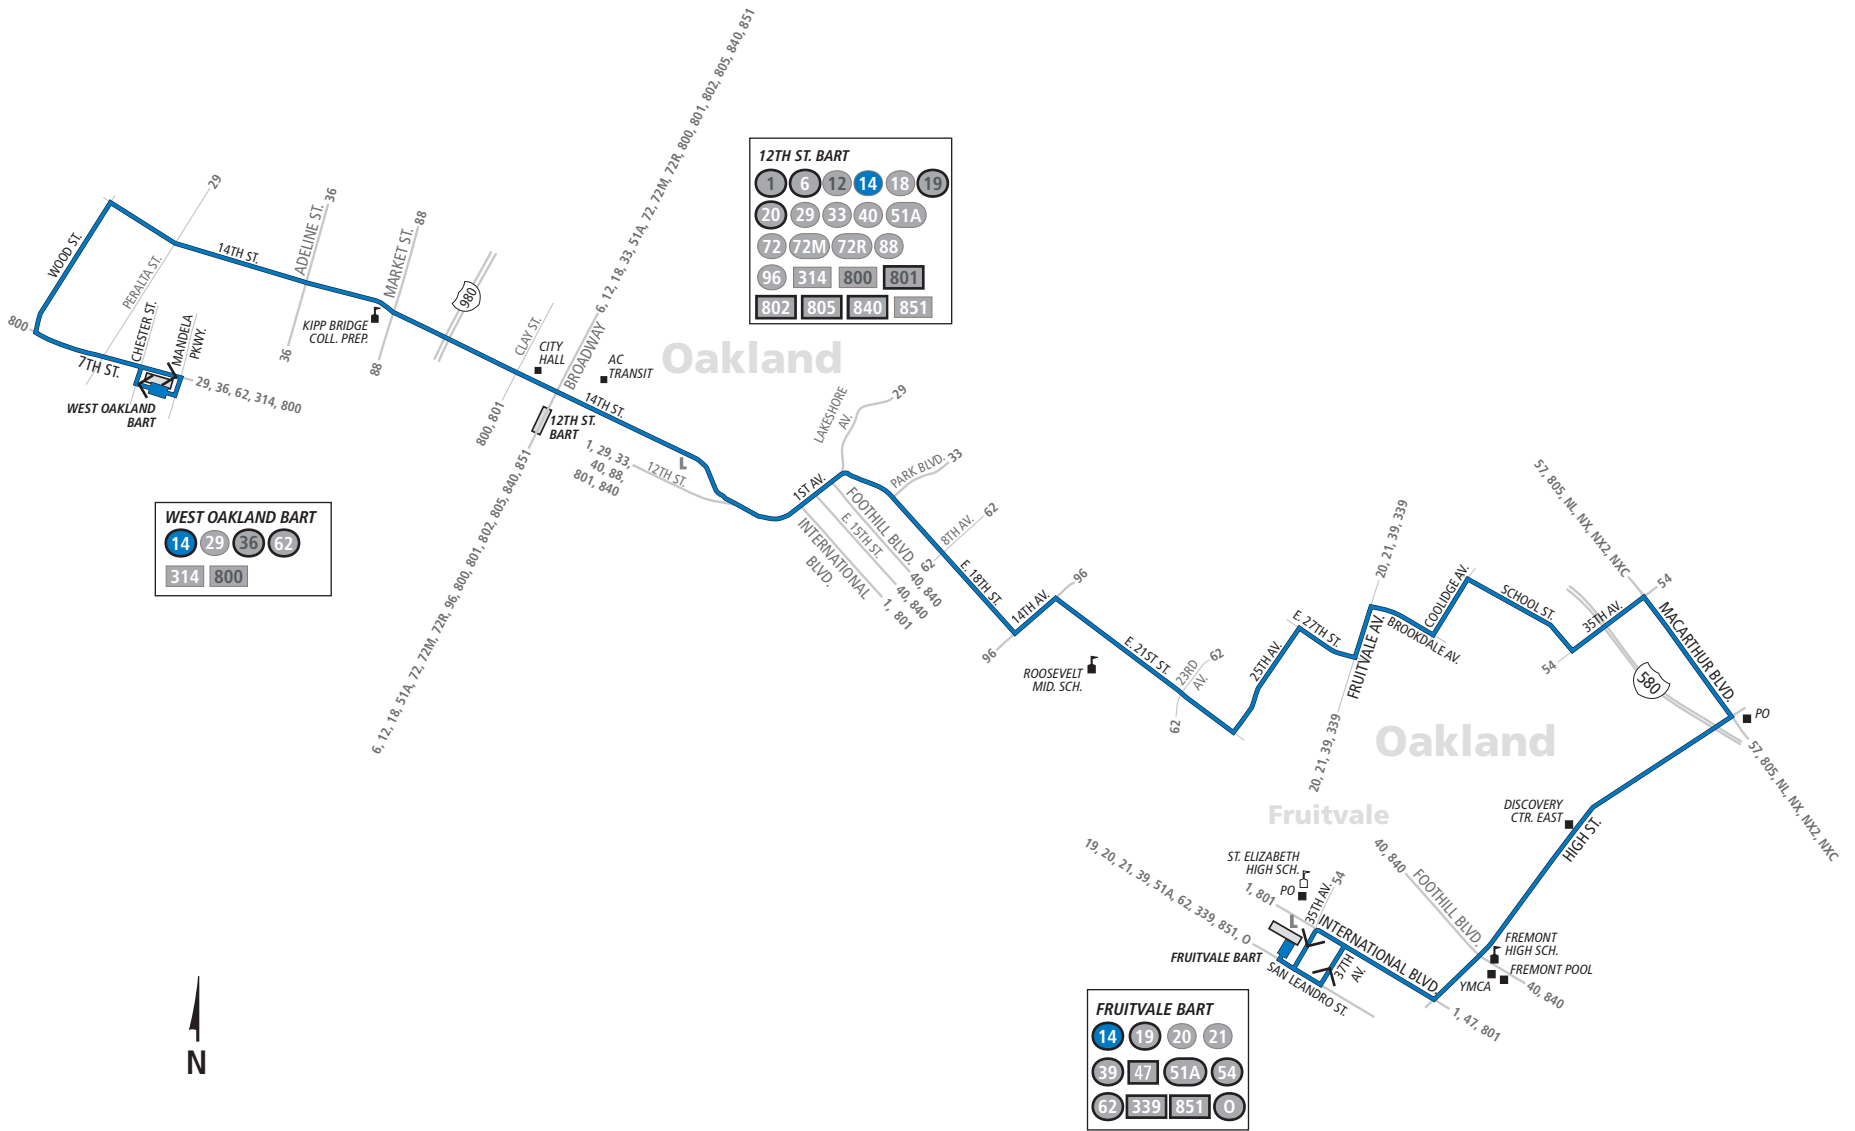 6, 12, 18, 33, 51A, 72, 72M, 72R, 800, 801, 802, 805, 840, 851
12TH ST. BART
1 6 12 14 18 19
20 29 33 40 51A
72 72M 72R 88
96 314 800 801
802 805 840 851
29
36
88
WOOD ST.
PERALTA ST.
14TH ST.
ADELINE ST.
MARKET ST.
980
800
CHESTER ST.
MANDELA
PKWY.
7TH ST.
KIPP BRIDGE
COLL. PREP.
36
88
29, 36, 62, 314, 800
WEST OAKLAND
BART
CLAY ST.
CITY
HALL
BROADWAY
AC
TRANSIT
Oakland
14TH ST.
800, 801
12TH ST.
BART
1, 29, 33,
40, 88,
801, 840
12TH ST.
6, 12, 18, 51A, 72, 72M, 72R, 96, 800, 801, 802, 805, 840, 851
LAKESHORE
AV.
29
PARK BLVD.
33
1ST AV.
FOOTHILL BLVD.
E. 15TH ST.
INTERNATIONAL
BLVD.
40, 840
40, 840
1, 801
8TH AV.
62
62
E. 18TH ST.
WEST OAKLAND BART
14 29 36 62
314 800
14TH AV.
96
96
ROOSEVELT
MID. SCH.
E. 21ST ST.
23RD
AV.
62
62
25TH AV.
E. 27TH ST.
FRUITVALE AV.
20, 21, 39, 339
20, 21, 39, 339
BROOKDALE AV.
COOLIDGE AV.
SCHOOL ST.
35TH AV.
54
54
57, 805, NL, NX, NX2, NXC
MACARTHUR BLVD.
580
PO
57, 805, NL, NX, NX2, NXC
Oakland
Fruitvale
DISCOVERY
CTR. EAST
HIGH ST.
40, 840
FOOTHILL BLVD.
19, 20, 21, 39, 51A, 62, 339, 851, O
ST. ELIZABETH
HIGH SCH.
PO
1, 801
35TH AV.
54
INTERNATIONAL BLVD.
FRUITVALE BART
37TH
AV.
SAN LEANDRO ST.
FREMONT
HIGH SCH.
FREMONT POOL
YMCA
40, 840
1, 47, 801
FRUITVALE BART
14 19 20 21
39 47 51A 54
62 339 851 O
N